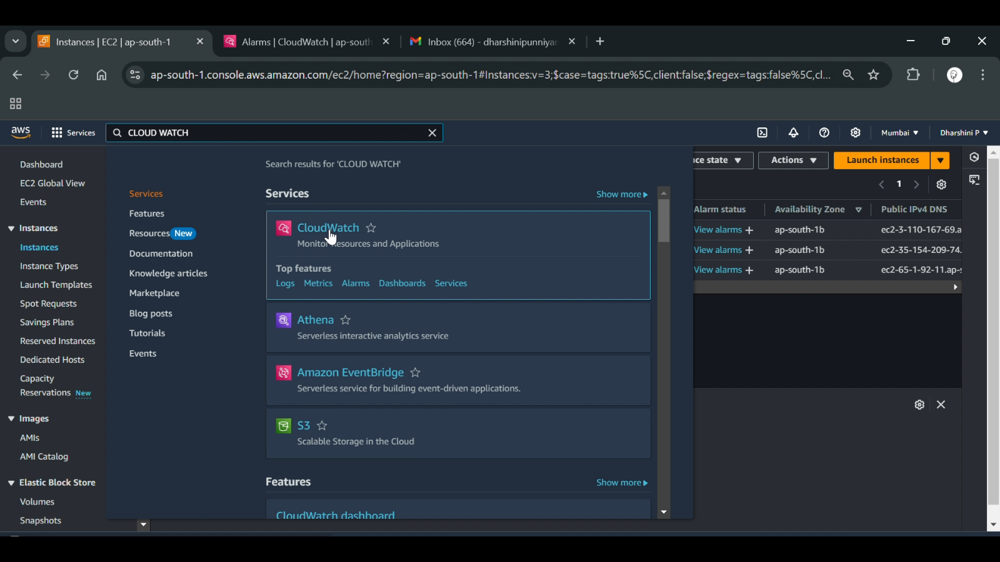 Instances | EC2 | ap-south-1
Alarms | CloudWatch | ap-south
Inbox (664) - dharshinipunniyar
ap-south-1.console.aws.amazon.com/ec2/home?region=ap-south-1#Instances:v=3;$case=tags:true%5C,client:false;$regex=tags:false%5C,cl...
aws
Services
CLOUD WATCH
Mumbai
Dharshini P
Dashboard
EC2 Global View
Events
Instances
Instances
Instance Types
Launch Templates
Spot Requests
Savings Plans
Reserved Instances
Dedicated Hosts
Capacity
Reservations New
Images
AMIs
AMI Catalog
Elastic Block Store
Volumes
Snapshots
Services
Features
Resources New
Documentation
Knowledge articles
Marketplace
Blog posts
Tutorials
Events
Search results for 'CLOUD WATCH'
Services
Show more
CloudWatch
Monitor Resources and Applications
Top features
Logs Metrics Alarms Dashboards Services
Athena
Serverless interactive analytics service
Amazon EventBridge
Serverless service for building event-driven applications.
S3
Scalable Storage in the Cloud
Features
Show more
CloudWatch dashboard
ce state
Actions
Launch instances
1
Alarm status Availability Zone Public IPv4 DNS
View alarms + ap-south-1b ec2-3-110-167-69.a
View alarms + ap-south-1b ec2-35-154-209-74.
View alarms + ap-south-1b ec2-65-1-92-11.ap-s